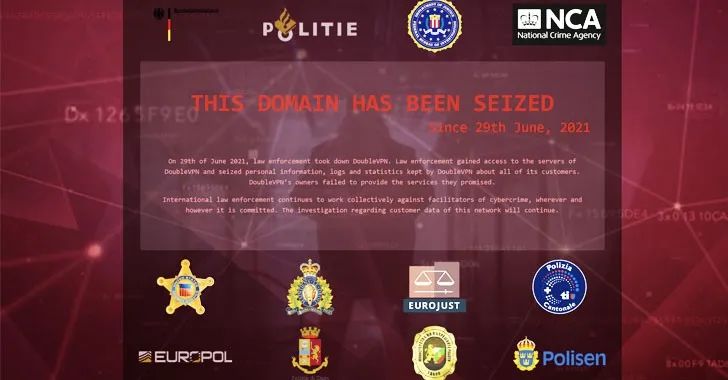 POLITIE
NCA
National Crime Agency
THIS DOMAIN HAS BEEN SEIZED
Since 29th June, 2021
Dx 1265F9E0
On 29th of June 2021, law enforcement took down DoubleVPN. Law enforcement gained access to the servers of
DoubleVPN and seized personal information, logs and statistics kept by DoubleVPN about all of its customers.
DoubleVPN's owners failed to provide the services they promised.
International law enforcement continues to work collectively against facilitators of cybercrime, wherever and
however it is committed. The investigation regarding customer data of this network will continue.
EUROJUST
Polizia
ti
Cantonale
EUROPOL
Polisen